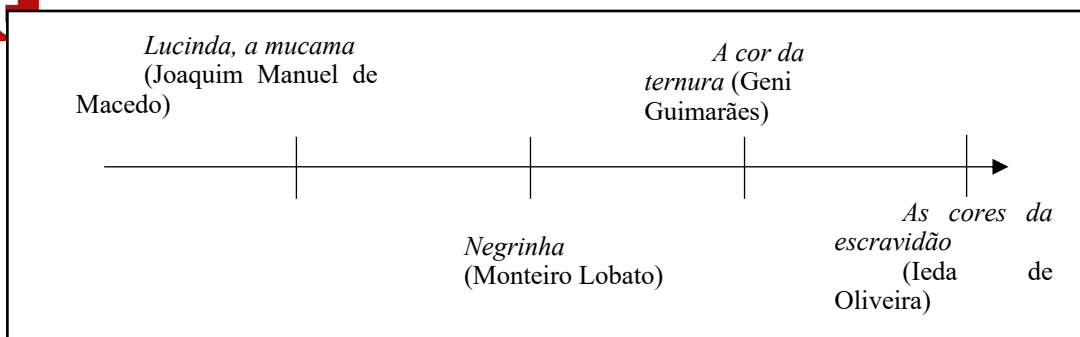 Lucinda, a mucama
(Joaquim Manuel de
Macedo)
A cor da
ternura (Geni
Guimarães)
Negrinha
(Monteiro Lobato)
As cores da
escravidão
(Ieda de
Oliveira)